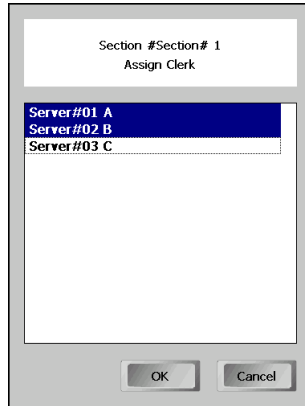 Section #Section# 1
Assign Clerk
Server#01 A
Server#02 B
Server#03 C
OK
Cancel